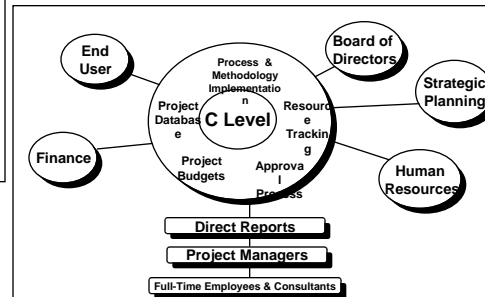 End
User
Board of
Directors
Process &
Methodology
Implementatio
n
Strategic
Planning
Project
Databas
e
C Level
Resourc
e
Trackin
g
Finance
Project
Budgets
Approva
l
Process
Human
Resources
Direct Reports
Project Managers
Full-Time Employees & Consultants